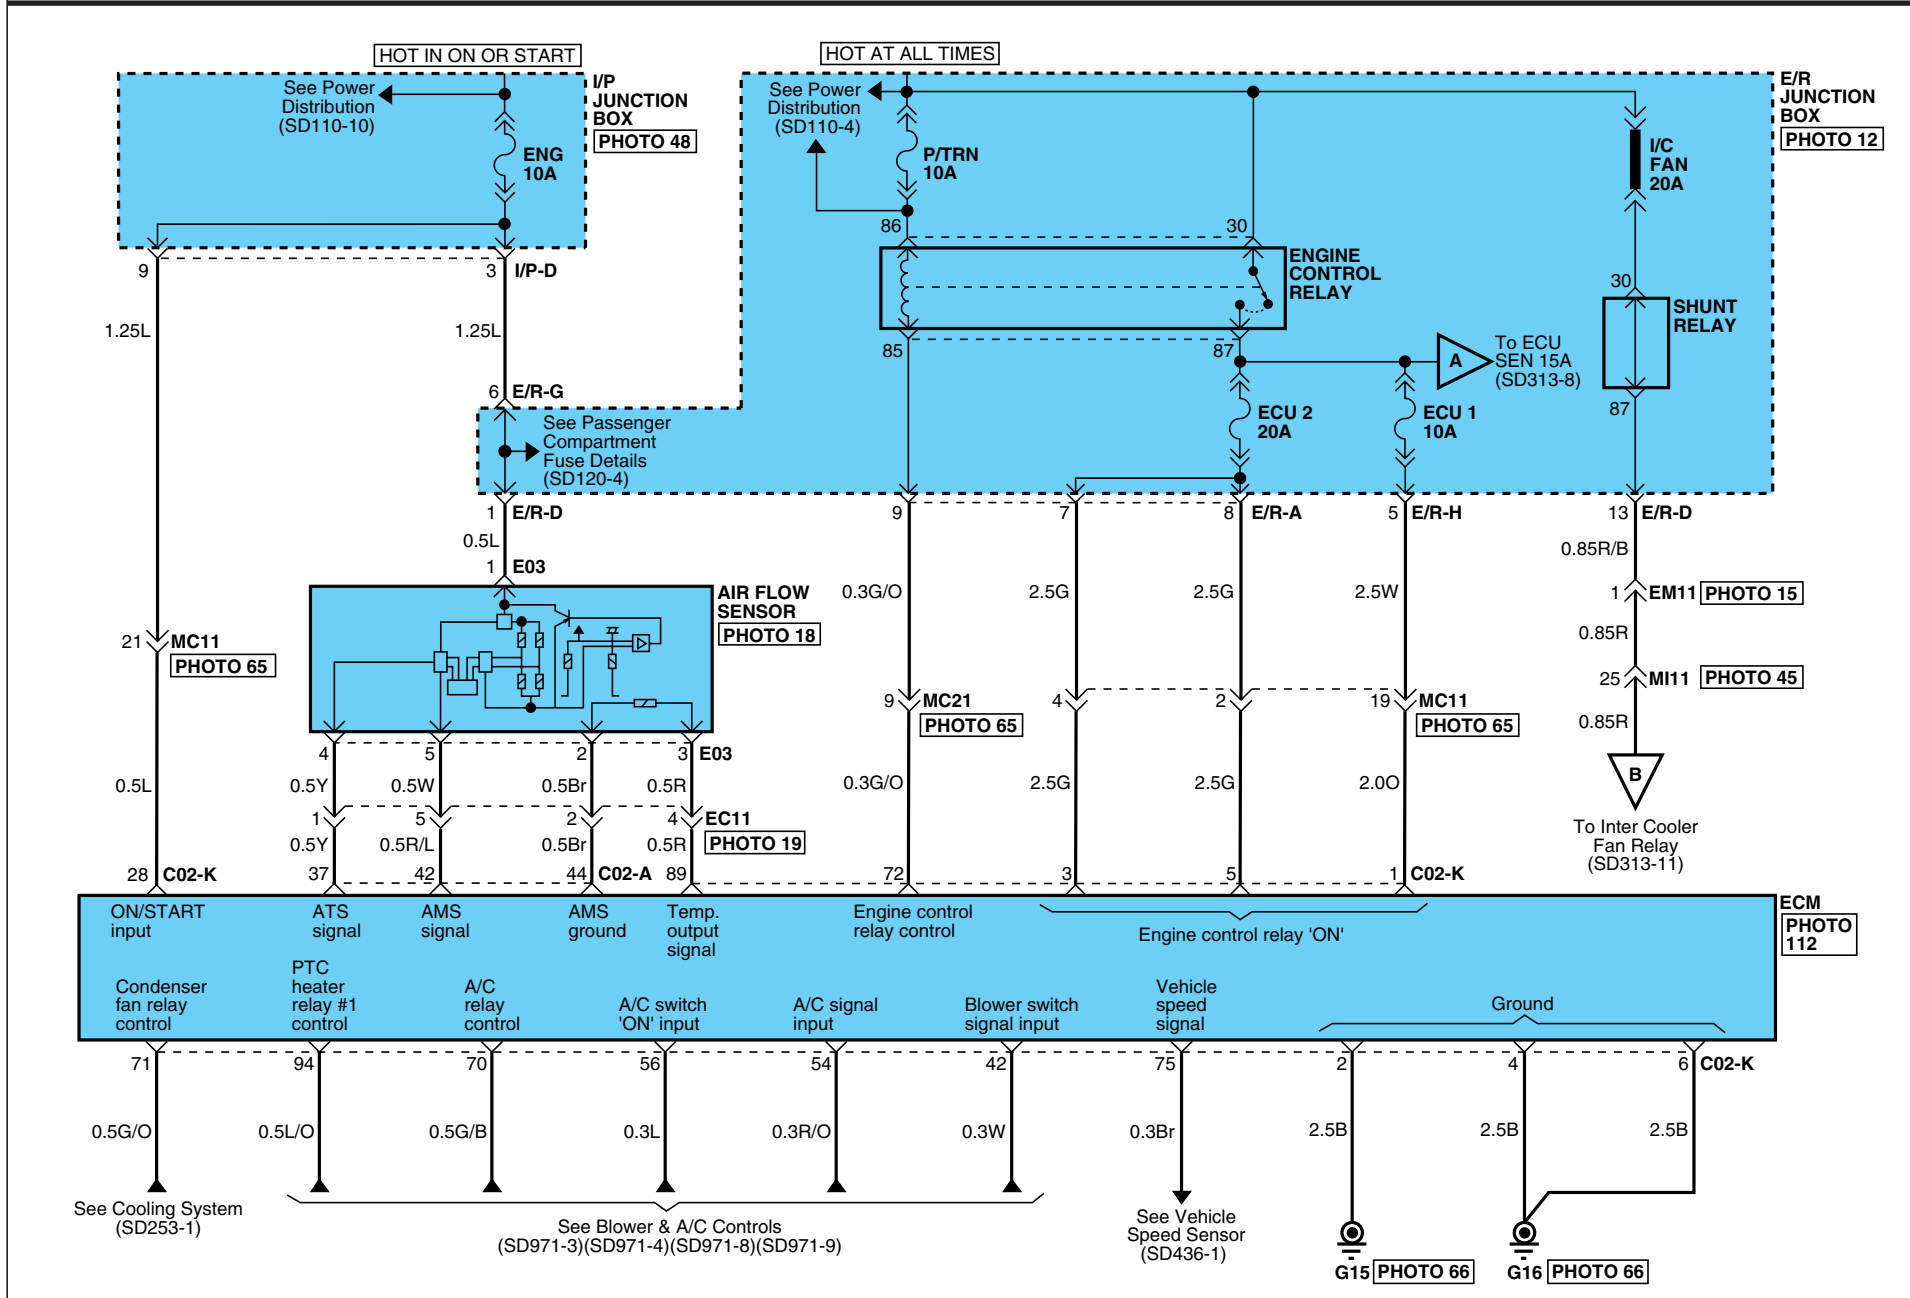 HOT IN ON OR START
HOT AT ALL TIMES
See Power
Distribution
(SD110-10)
ENG
10A
I/P
JUNCTION
BOX
PHOTO 48
See Power
Distribution
(SD110-4)
P/TRN
10A
I/C
FAN
20A
E/R
JUNCTION
BOX
PHOTO 12
86
30
ENGINE
CONTROL
RELAY
85
87
30
SHUNT
RELAY
87
A
To ECU
SEN 15A
(SD313-8)
ECU 2
20A
ECU 1
10A
9
3
I/P-D
1.25L
1.25L
6
E/R-G
See Passenger
Compartment
Fuse Details
(SD120-4)
1
E/R-D
9
7
8
E/R-A
5
E/R-H
13
E/R-D
0.5L
1
E03
0.85R/B
AIR FLOW
SENSOR
PHOTO 18
0.3G/O
2.5G
2.5G
2.5W
1
EM11
PHOTO 15
0.85R
21
MC11
PHOTO 65
25
MI11
PHOTO 45
9
MC21
PHOTO 65
4
2
19
MC11
PHOTO 65
0.85R
4
5
2
3
E03
0.5L
0.5Y
0.5W
0.5Br
0.5R
0.3G/O
2.5G
2.5G
2.0O
B
1
5
2
4
EC11
PHOTO 19
0.5Y
0.5R/L
0.5Br
0.5R
To Inter Cooler
Fan Relay
(SD313-11)
28
C02-K
37
42
44
C02-A
89
72
3
5
1
C02-K
ON/START
input
ATS
signal
AMS
signal
AMS
ground
Temp.
output
signal
Engine control
relay control
Engine control relay 'ON'
ECM
PHOTO
112
Condenser
fan relay
control
PTC
heater
relay #1
control
A/C
relay
control
A/C switch
'ON' input
A/C signal
input
Blower switch
signal input
Vehicle
speed
signal
Ground
71
94
70
56
54
42
75
2
4
6
C02-K
0.5G/O
0.5L/O
0.5G/B
0.3L
0.3R/O
0.3W
0.3Br
2.5B
2.5B
2.5B
See Cooling System
(SD253-1)
See Blower & A/C Controls
(SD971-3)(SD971-4)(SD971-8)(SD971-9)
See Vehicle
Speed Sensor
(SD436-1)
G15
PHOTO 66
G16
PHOTO 66